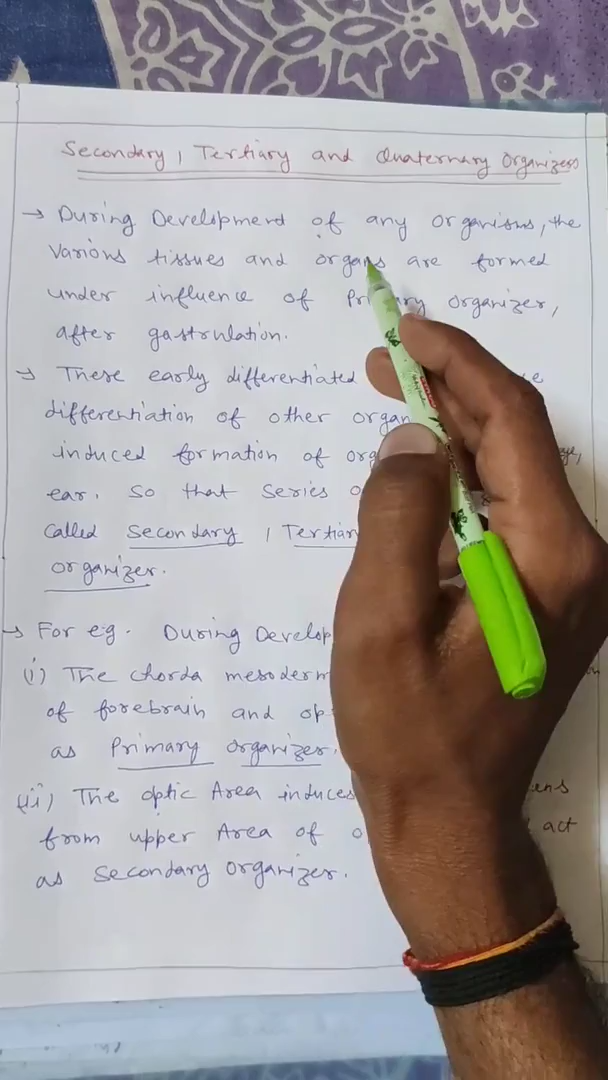 Secondary, Tertiary and Quaternary Organizers
→ During Development of any organisms, the
various tissues and organs are formed
under influence of Primary organizer,
after gastrulation.
→ These early differentiated
differentiation of other organ
induced formation of org
ear. So that series o
called Secondary, Tertiar
organizer.
→ For eg. During Develop
(i) The chorda mesoderm
of forebrain and op
as Primary organizer.
(ii) The optic Area induces ens
from upper Area of o act
as Secondary organizer.